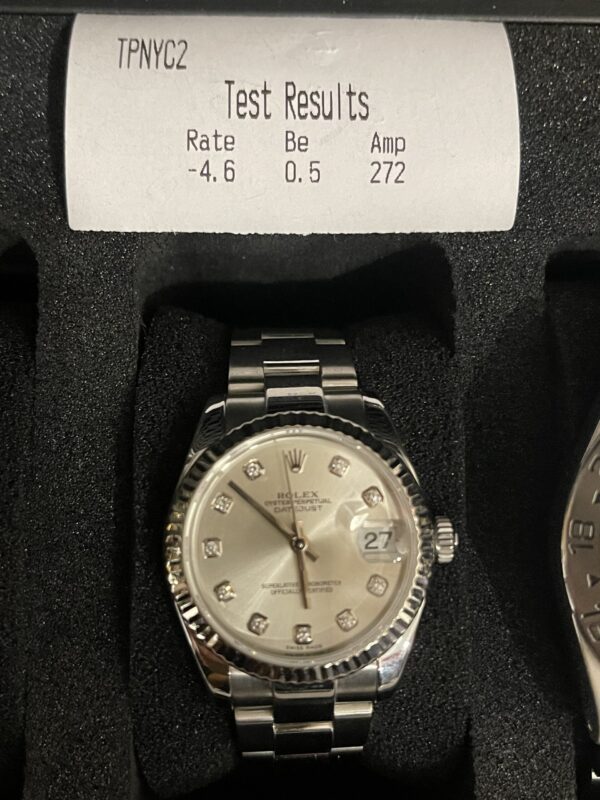 TPNYC2
Test Results
Rate Be Amp
-4.6 0.5 272
ROLEX
OYSTER PERPETUAL
DATEJUST
27
SUPERLATIVE CHRONOMETER
OFFICIALLY CERTIFIED
SWISS MADE
18